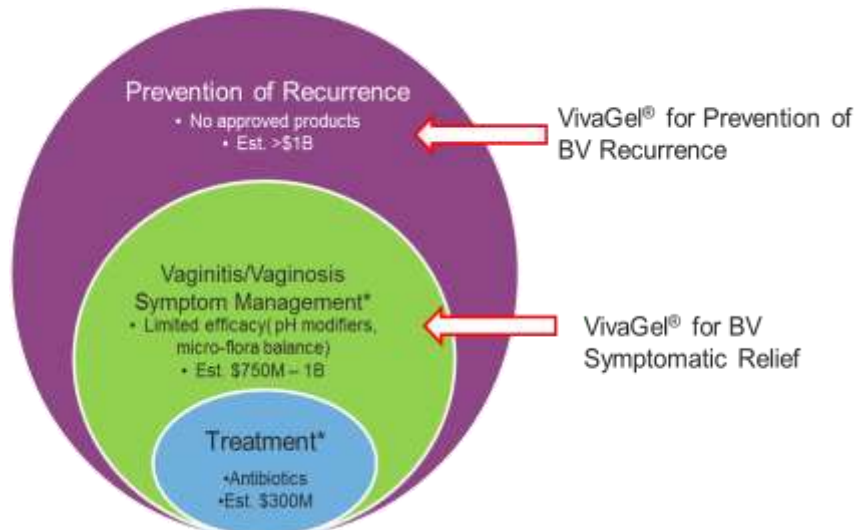 Prevention of Recurrence
• No approved products
• Est. >$1B
VivaGel® for Prevention of
BV Recurrence
Vaginitis/Vaginosis
Symptom Management*
• Limited efficacy( pH modifiers,
micro-flora balance)
• Est. $750M – 1B
VivaGel® for BV
Symptomatic Relief
Treatment*
•Antibiotics
•Est. $300M